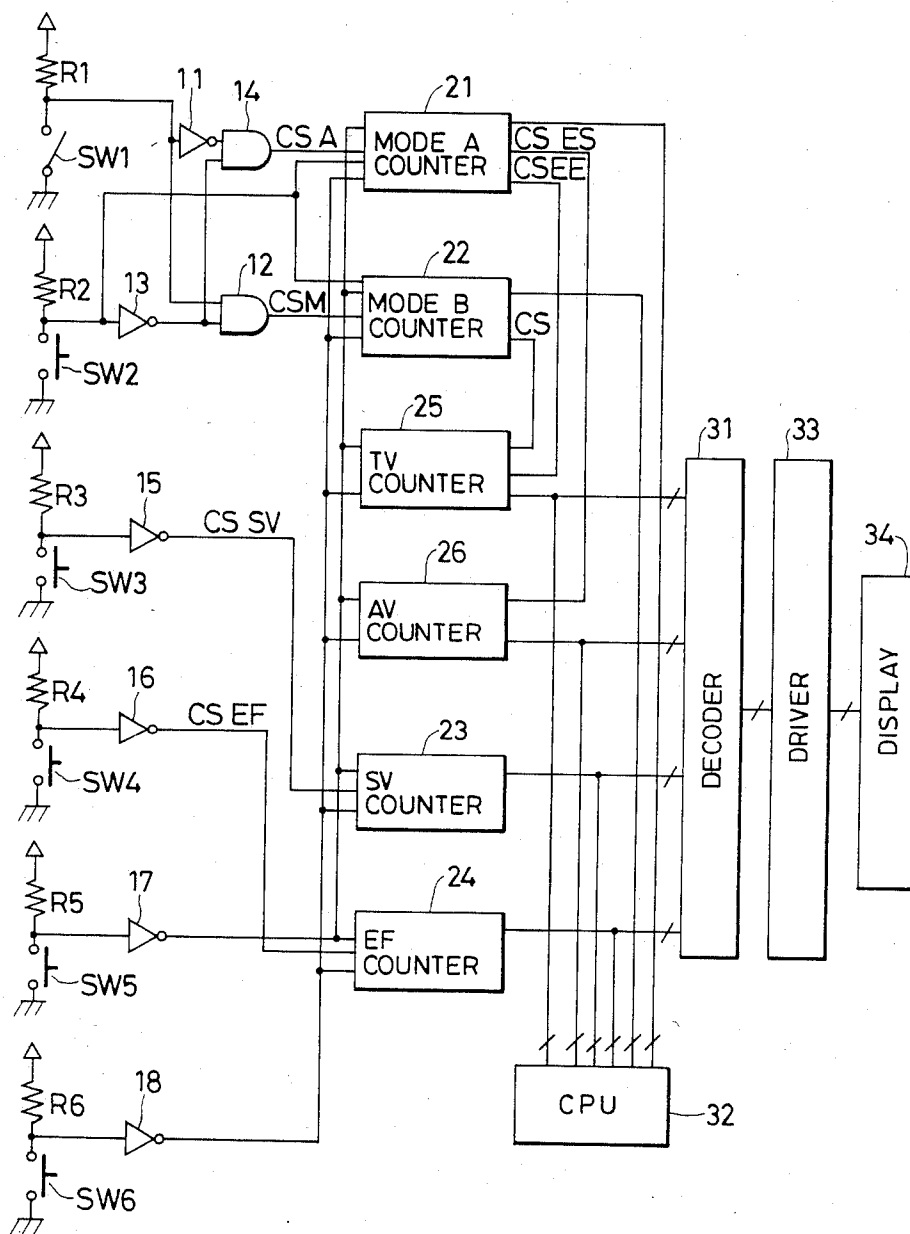 R1
11
14
21
CS A
MODE A
COUNTER
CS ES
CSEE
SW1
R2
13
12
22
CSM
MODE B
COUNTER
CS
SW2
25
31
33
R3
15
TV
COUNTER
CS SV
34
SW3
26
AV
COUNTER
R4
16
CS EF
DECODER
DRIVER
DISPLAY
23
SW4
SV
COUNTER
R5
17
24
EF
COUNTER
SW5
R6
18
CPU
32
SW6